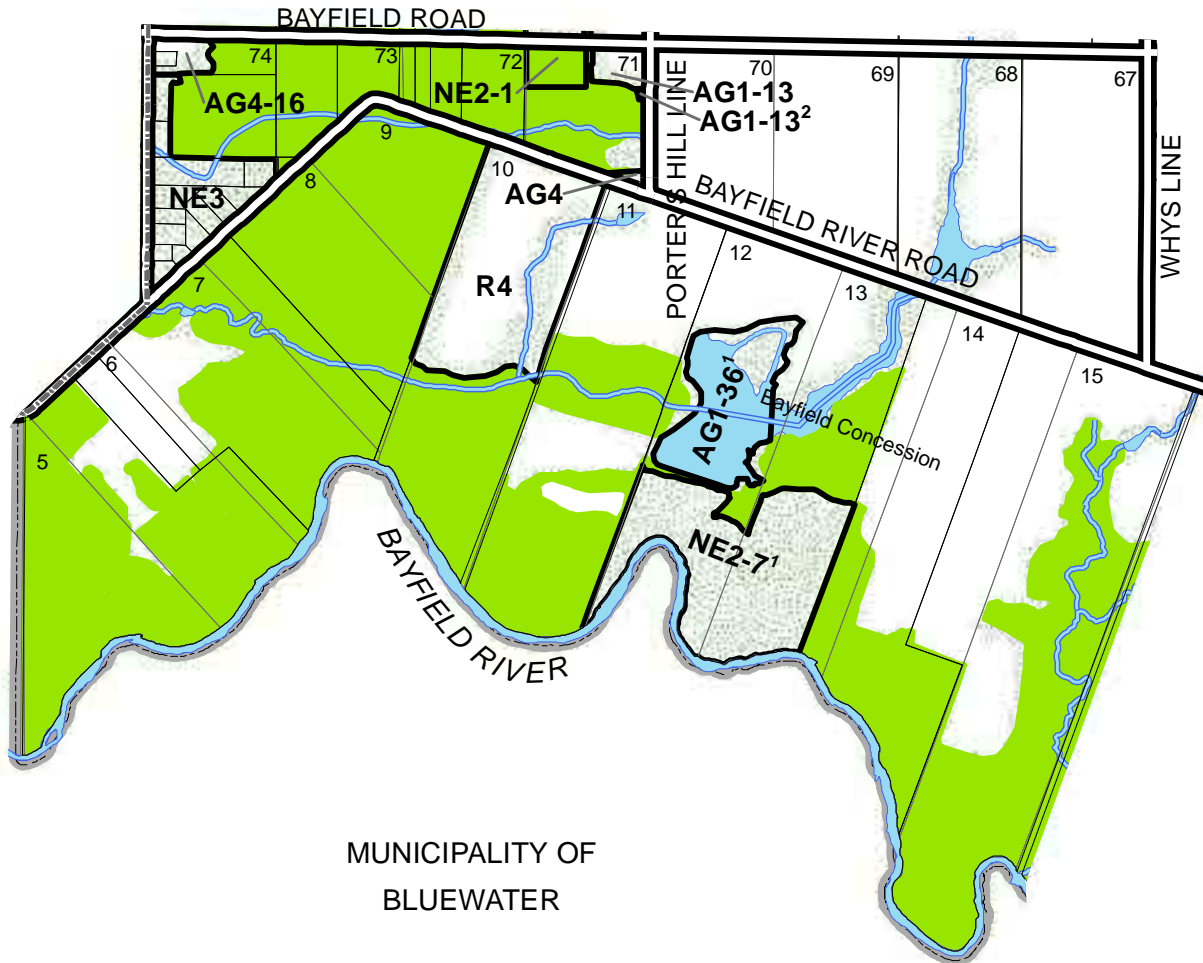 BAYFIELD ROAD
74
73
72
71
70
69
68
67
NE2-1
AG1-13
AG4-16
AG1-13²
9
10
8
NE3
AG4
11
PORTER'S HILL LINE
BAYFIELD RIVER ROAD
WHYS LINE
12
7
R4
13
14
6
15
AG1-36¹
Bayfield Concession
5
NE2-7¹
BAYFIELD RIVER
MUNICIPALITY OF
BLUEWATER